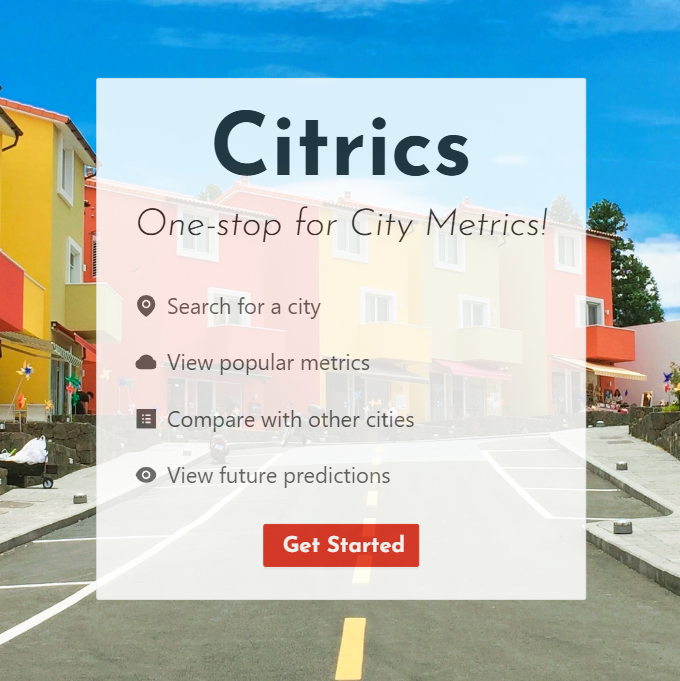 Citrics
One-stop for City Metrics!
Search for a city
View popular metrics
Compare with other cities
View future predictions
Get Started